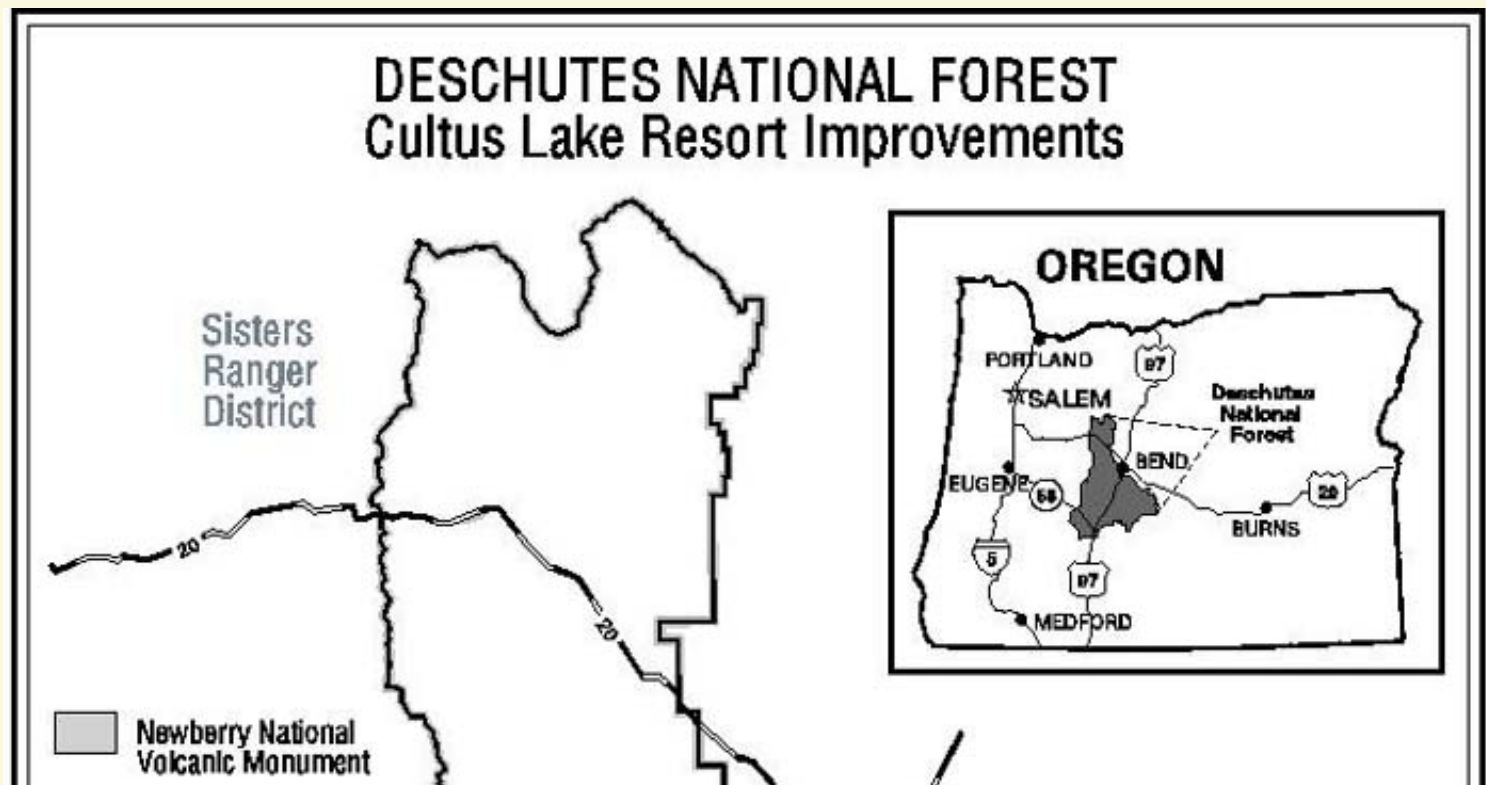 DESCHUTES NATIONAL FOREST
Cultus Lake Resort Improvements
Sisters
Ranger
District
20
20
Newberry National
Volcanic Monument
OREGON
PORTLAND
97
SALEM
Deschutes
National
Forest
BEND
EUGENE
58
20
BURNS
5
97
MEDFORD